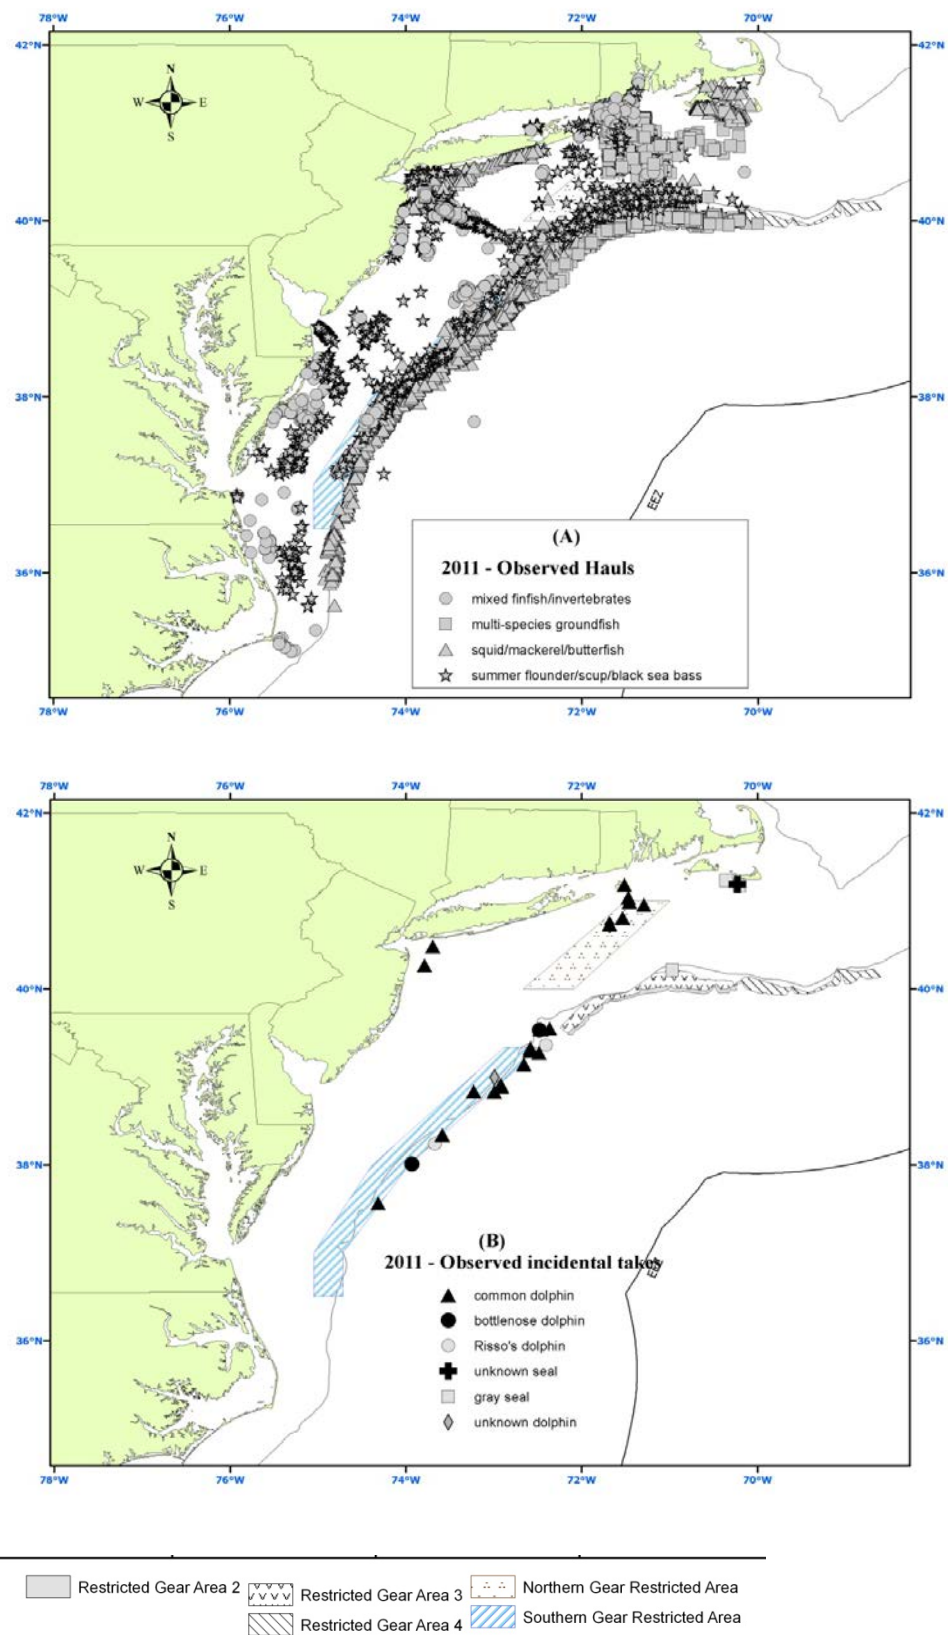 78°W 76°W 74°W 72°W 70°W
42°N 42°N
N
W E
S
40°N 40°N
38°N 38°N
EEZ
36°N 36°N
(A)
2011 - Observed Hauls
mixed finfish/invertebrates
multi-species groundfish
squid/mackerel/butterfish
summer flounder/scup/black sea bass
78°W 76°W 74°W 72°W 70°W
78°W 76°W 74°W 72°W 70°W
42°N 42°N
N
W E
S
40°N 40°N
38°N 38°N
(B)
2011 - Observed incidental takes
EEZ
common dolphin
bottlenose dolphin
Risso's dolphin
36°N 36°N
unknown seal
gray seal
unknown dolphin
78°W 76°W 74°W 72°W 70°W
Restricted Gear Area 2
Restricted Gear Area 3
Restricted Gear Area 4
Northern Gear Restricted Area
Southern Gear Restricted Area